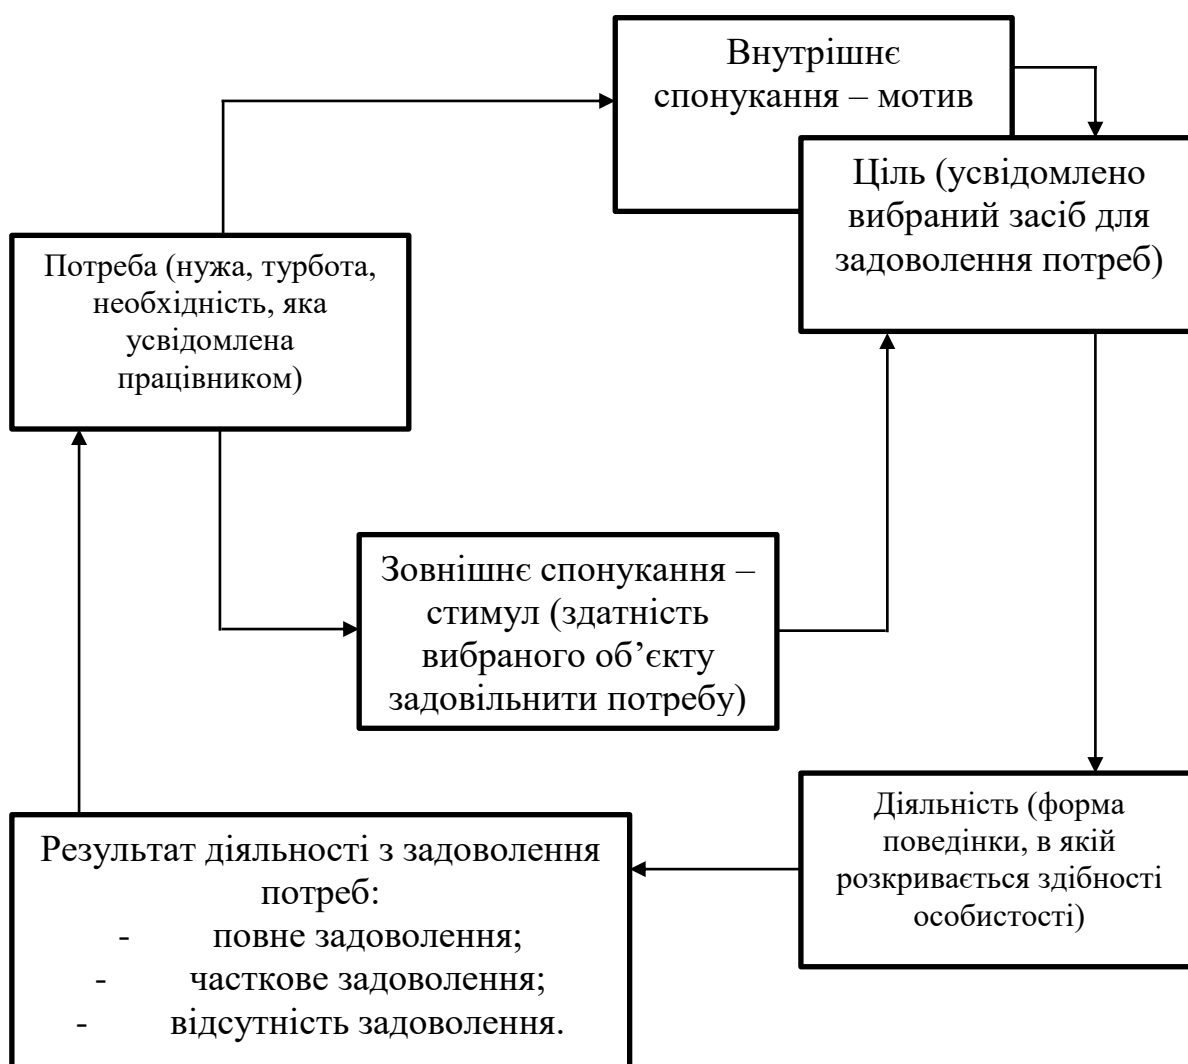 Внутрішнє
спонукання – мотив
Ціль (усвідомлено
вибраний засіб для
задоволення потреб)
Потреба (нужа, турбота,
необхідність, яка
усвідомлена
працівником)
Зовнішнє спонукання –
стимул (здатність
вибраного об’єкту
задовільнити потребу)
Діяльність (форма
поведінки, в якій
розкривається здібності
особистості)
Результат діяльності з задоволення
потреб:
- повне задоволення;
- часткове задоволення;
- відсутність задоволення.